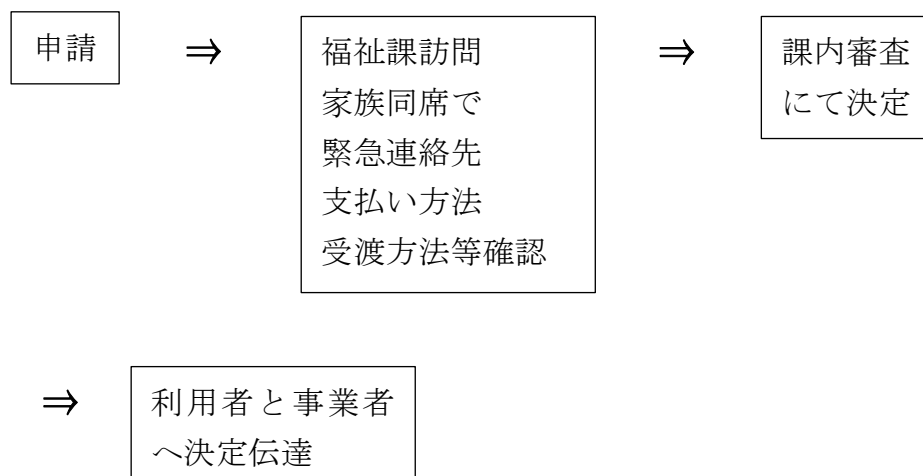 申請 ⇒ 福祉課訪問 ⇒ 課内審査
家族同席で にて決定
緊急連絡先
支払い方法
受渡方法等確認
⇒ 利用者と事業者
へ決定伝達